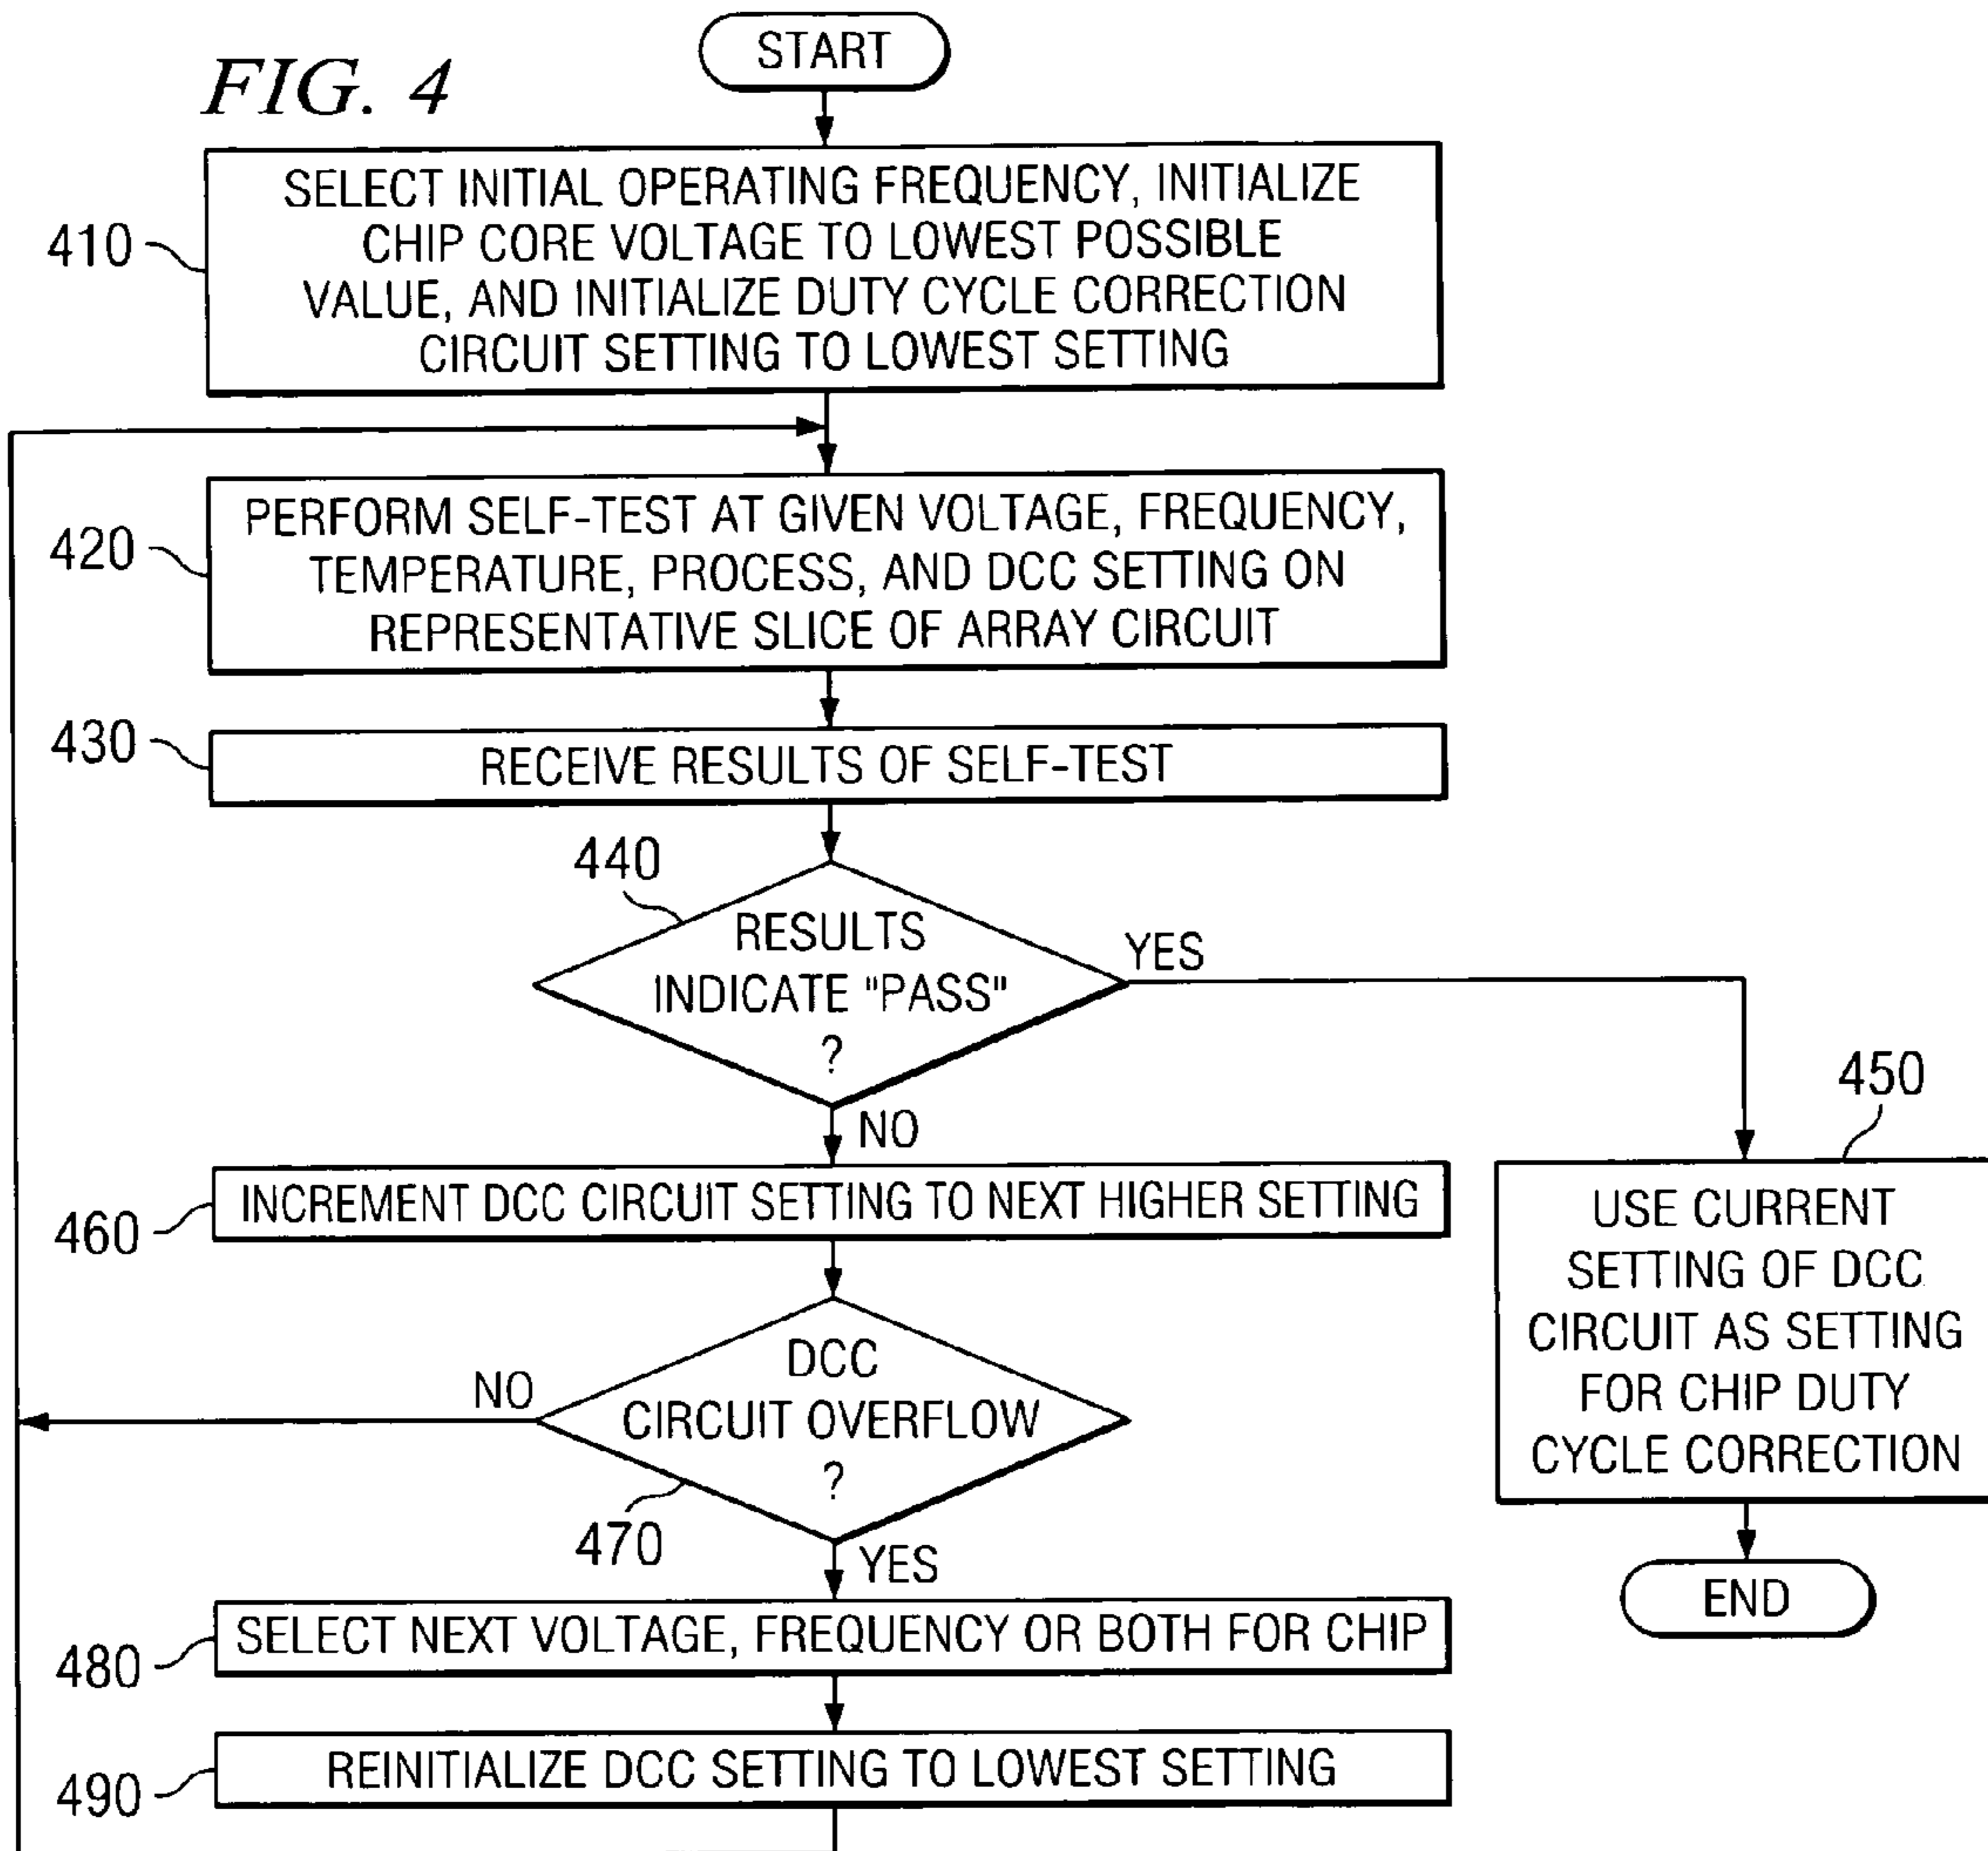 FIG. 4
START
410
SELECT INITIAL OPERATING FREQUENCY, INITIALIZE
CHIP CORE VOLTAGE TO LOWEST POSSIBLE
VALUE, AND INITIALIZE DUTY CYCLE CORRECTION
CIRCUIT SETTING TO LOWEST SETTING
420
PERFORM SELF-TEST AT GIVEN VOLTAGE, FREQUENCY,
TEMPERATURE, PROCESS, AND DCC SETTING ON
REPRESENTATIVE SLICE OF ARRAY CIRCUIT
430
RECEIVE RESULTS OF SELF-TEST
440
RESULTS
INDICATE "PASS"
?
YES
NO
450
USE CURRENT
SETTING OF DCC
CIRCUIT AS SETTING
FOR CHIP DUTY
CYCLE CORRECTION
END
460
INCREMENT DCC CIRCUIT SETTING TO NEXT HIGHER SETTING
470
DCC
CIRCUIT OVERFLOW
?
NO
YES
480
SELECT NEXT VOLTAGE, FREQUENCY OR BOTH FOR CHIP
490
REINITIALIZE DCC SETTING TO LOWEST SETTING